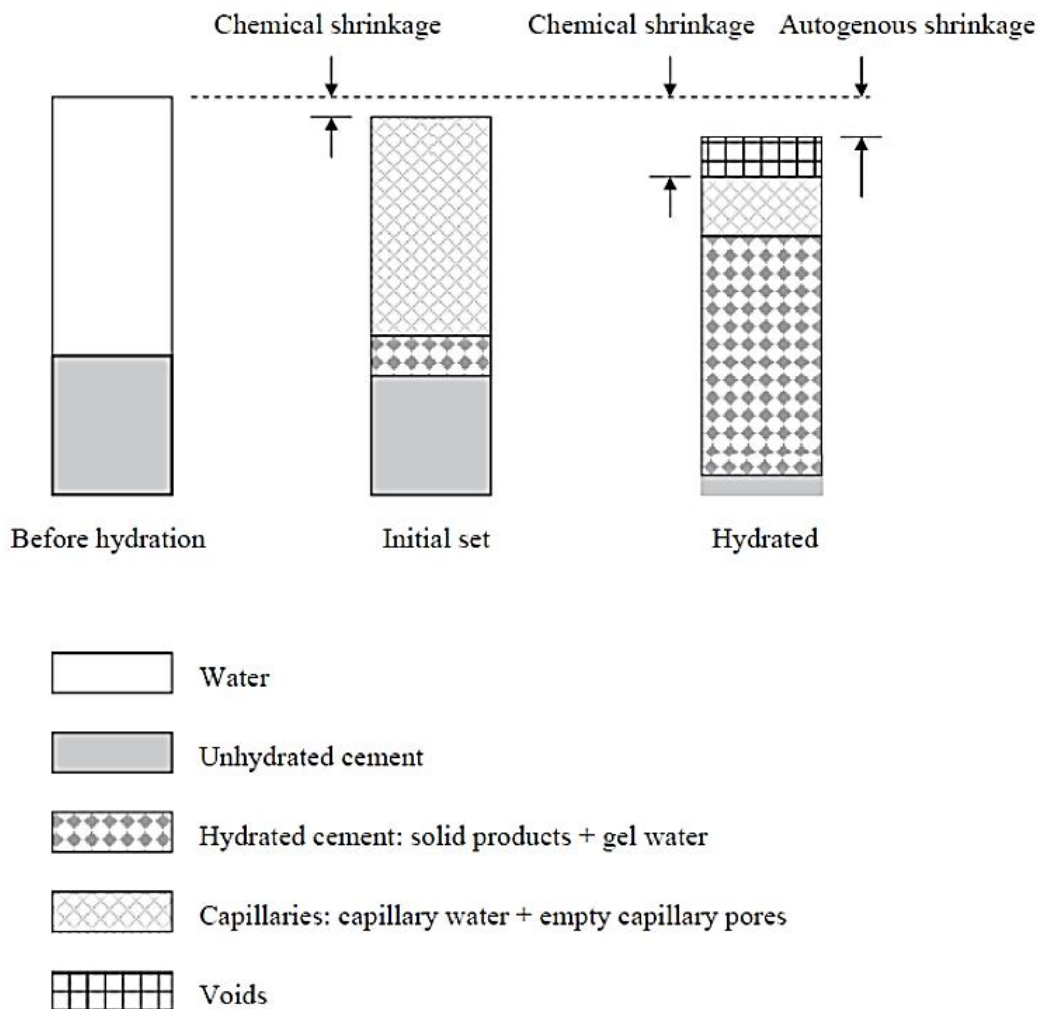 Chemical shrinkage
Chemical shrinkage
Autogenous shrinkage
Before hydration
Initial set
Hydrated
Water
Unhydrated cement
Hydrated cement: solid products + gel water
Capillaries: capillary water + empty capillary pores
Voids